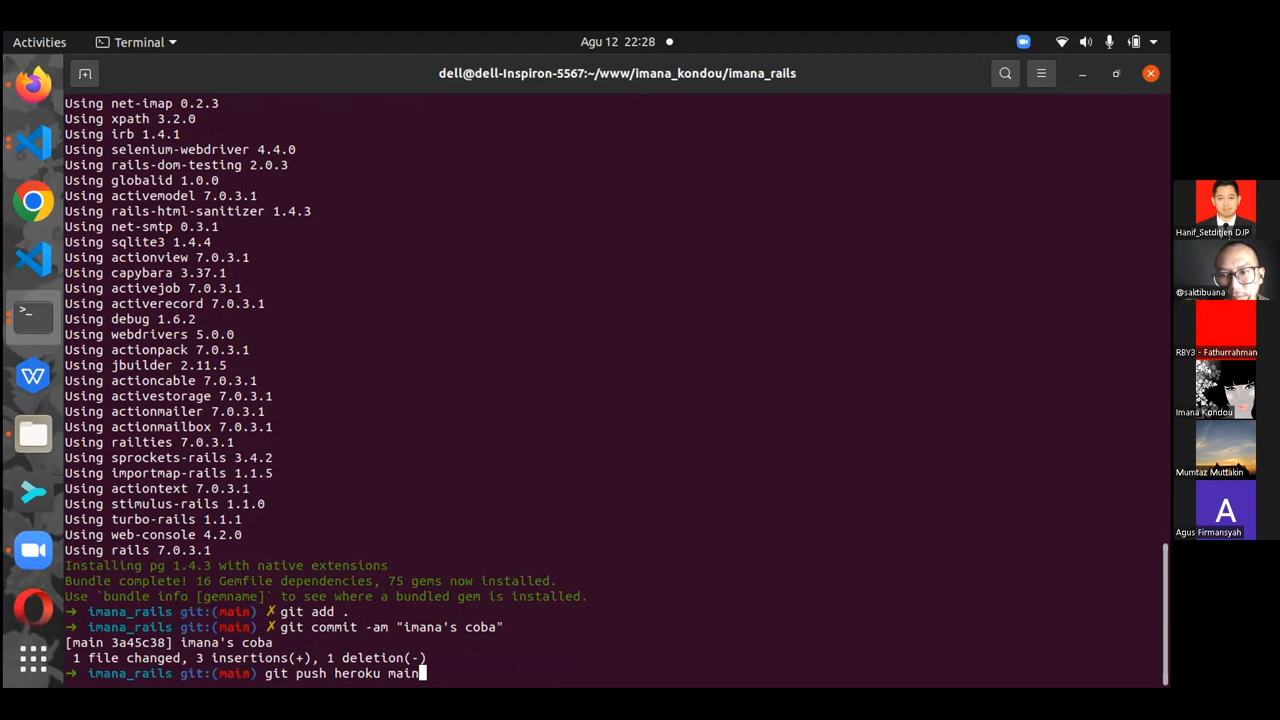 Activities
Terminal
Agu 12 22:28
dell@dell-Inspiron-5567:~/www/imana_kondou/imana_rails
Using net-imap 0.2.3
Using xpath 3.2.0
Using irb 1.4.1
Using selenium-webdriver 4.4.0
Using rails-dom-testing 2.0.3
Using globalid 1.0.0
Using activemodel 7.0.3.1
Using rails-html-sanitizer 1.4.3
Using net-smtp 0.3.1
Using sqlite3 1.4.4
Using actionview 7.0.3.1
Using capybara 3.37.1
Using activejob 7.0.3.1
Using activerecord 7.0.3.1
Using debug 1.6.2
Using webdrivers 5.0.0
Using actionpack 7.0.3.1
Using jbuilder 2.11.5
Using actioncable 7.0.3.1
Using activestorage 7.0.3.1
Using actionmailer 7.0.3.1
Using actionmailbox 7.0.3.1
Using railties 7.0.3.1
Using sprockets-rails 3.4.2
Using importmap-rails 1.1.5
Using actiontext 7.0.3.1
Using stimulus-rails 1.1.0
Using turbo-rails 1.1.1
Using web-console 4.2.0
Using rails 7.0.3.1
Installing pg 1.4.3 with native extensions
Bundle complete! 16 Gemfile dependencies, 75 gems now installed.
Use `bundle info [gemname]` to see where a bundled gem is installed.
→ imana_rails git:(main) ✗ git add .
→ imana_rails git:(main) ✗ git commit -am "imana's coba"
[main 3a45c38] imana's coba
1 file changed, 3 insertions(+), 1 deletion(-)
→ imana_rails git:(main) git push heroku main
Hanif_Setditjen DJP
@saktibuana
RBY3 - Fathurrahman
Imana Kondou
Mumtaz Muttakin
A
Agus Firmansyah